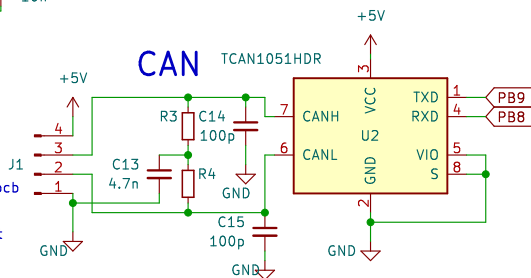 +5V
CAN
TCAN1051HDR
+5V
3
VCC
R3
C14
100p
7
CANH
TXD
1
PB9
RXD
4
PB8
4
3
J1
2
1
C13
4.7n
R4
GND
6
CANL
U2
VIO
5
S
8
GND
2
C15
100p
GND
GND
GND